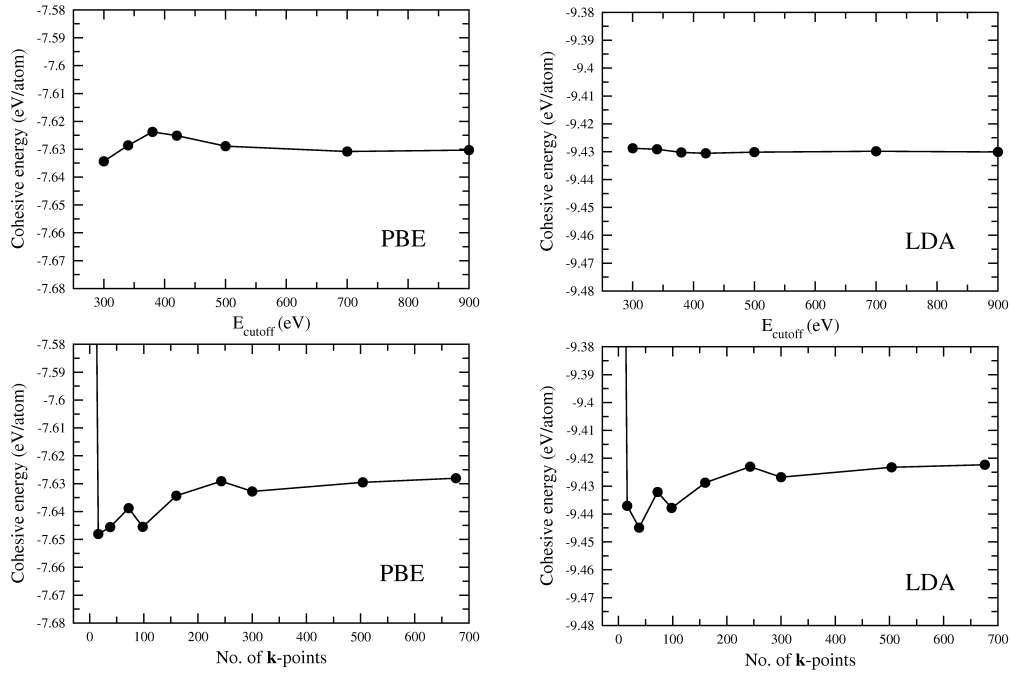 -7.58
-7.59
-7.6
-7.61
-7.62
-7.63
-7.64
-7.65
-7.66
-7.67
-7.68
Cohesive energy (eV/atom)
PBE
300 400 500 600 700 800 900
E_cutoff (eV)
-9.38
-9.39
-9.4
-9.41
-9.42
-9.43
-9.44
-9.45
-9.46
-9.47
-9.48
Cohesive energy (eV/atom)
LDA
300 400 500 600 700 800 900
E_cutoff (eV)
-7.58
-7.59
-7.6
-7.61
-7.62
-7.63
-7.64
-7.65
-7.66
-7.67
-7.68
Cohesive energy (eV/atom)
PBE
0 100 200 300 400 500 600 700
No. of k-points
-9.38
-9.39
-9.4
-9.41
-9.42
-9.43
-9.44
-9.45
-9.46
-9.47
-9.48
Cohesive energy (eV/atom)
LDA
0 100 200 300 400 500 600 700
No. of k-points